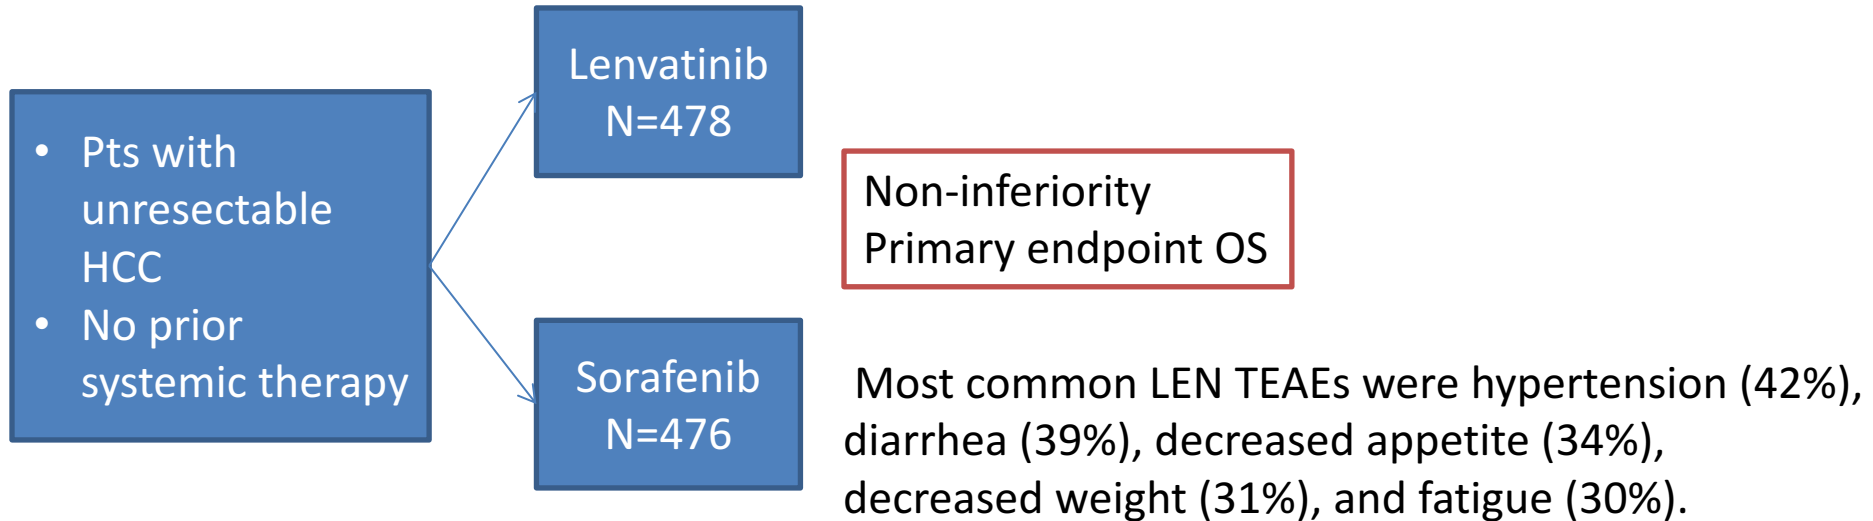 • Pts with
unresectable
HCC
• No prior
systemic therapy
Lenvatinib
N=478
Sorafenib
N=476
Non-inferiority
Primary endpoint OS
Most common LEN TEAEs were hypertension (42%),
diarrhea (39%), decreased appetite (34%),
decreased weight (31%), and fatigue (30%).